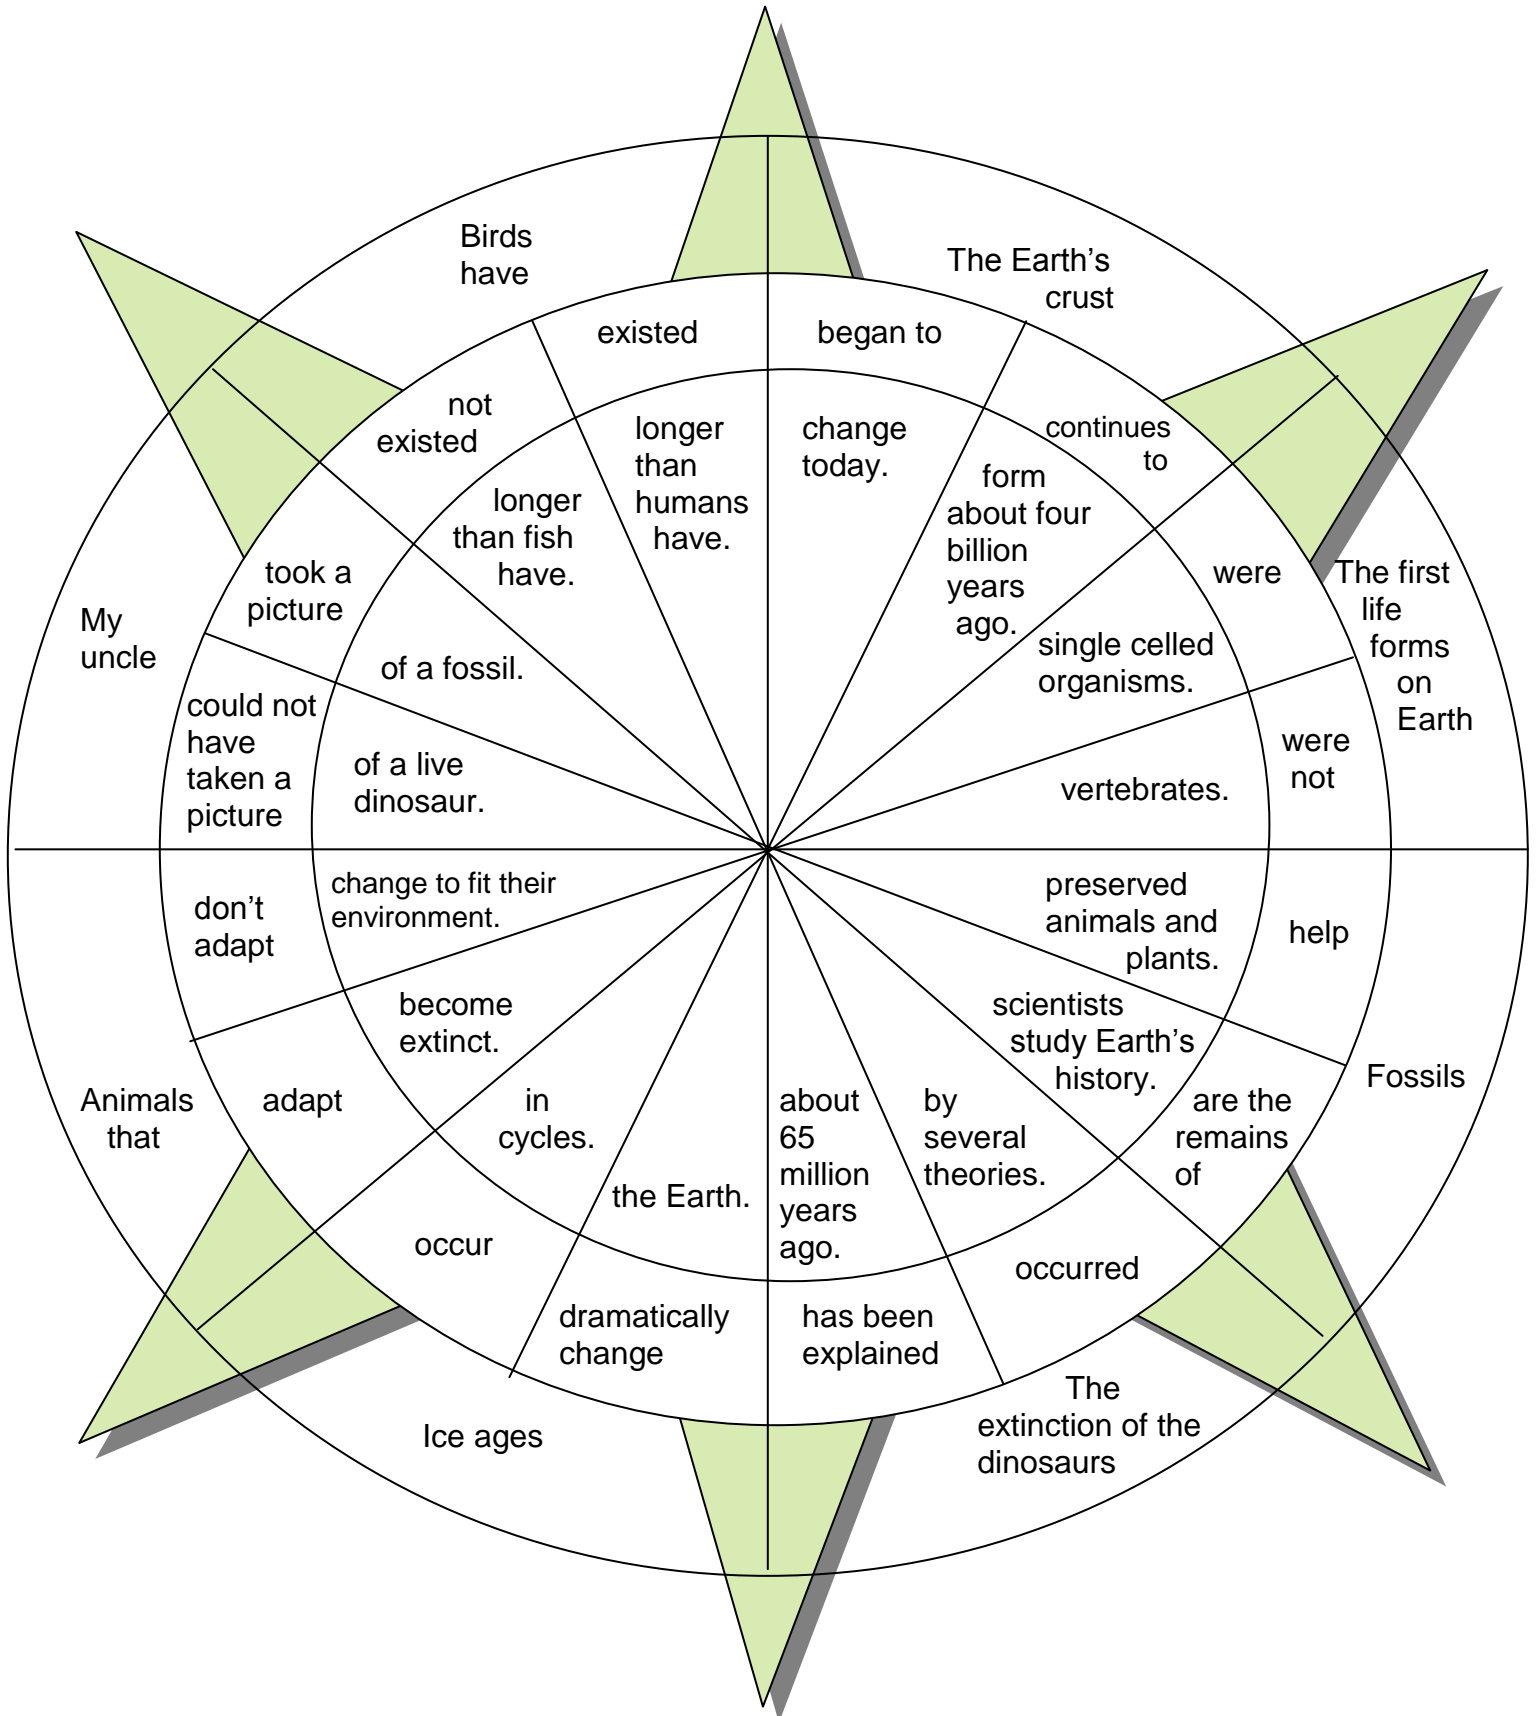 Birds
have
The Earth's
crust
existed
began to
not
existed
continues
to
longer
than
humans
have.
change
today.
longer
than fish
have.
form
about four
billion
years
ago.
took a
picture
were
The first
life
forms
on
Earth
My
uncle
of a fossil.
single celled
organisms.
could not
have
taken a
picture
of a live
dinosaur.
vertebrates.
were
not
don't
adapt
change to fit their
environment.
preserved
animals and
plants.
help
become
extinct.
scientists
study Earth's
history.
Fossils
Animals
that
adapt
in
cycles.
about
65
million
years
ago.
by
several
theories.
are the
remains
of
the Earth.
occur
occurred
dramatically
change
has been
explained
Ice ages
The
extinction of the
dinosaurs